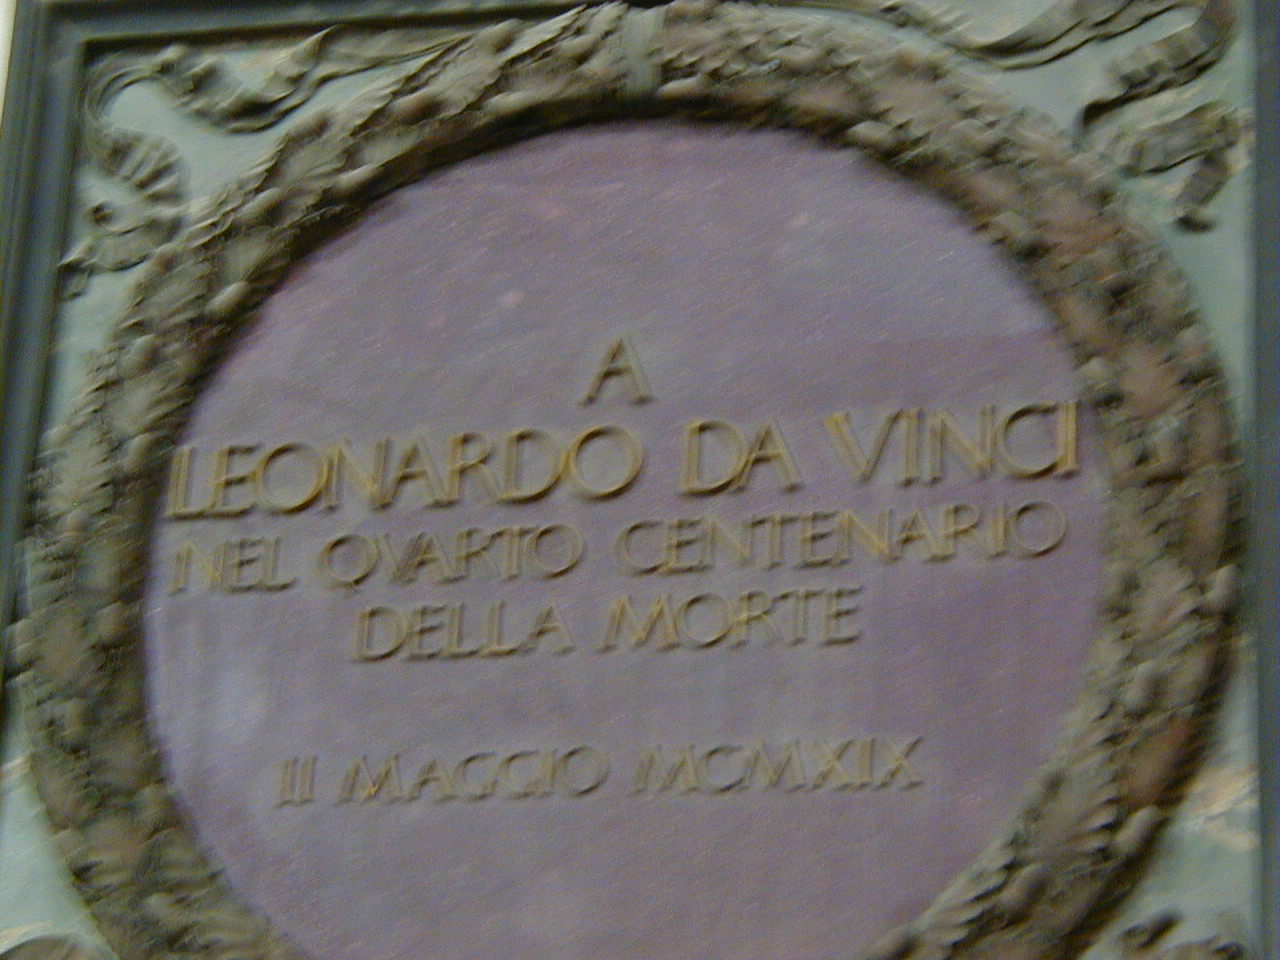 A
LEONARDO DA VINCI
NEL QVARTO CENTENARIO
DELLA MORTE
II MAGGIO MCMXIX